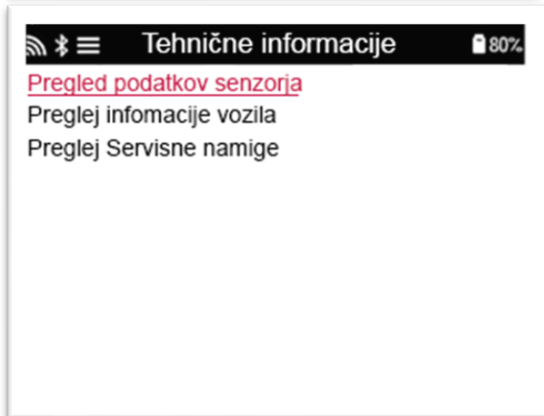 Tehnične informacije 80%
Pregled podatkov senzorja
Preglej infomacije vozila
Preglej Servisne namige